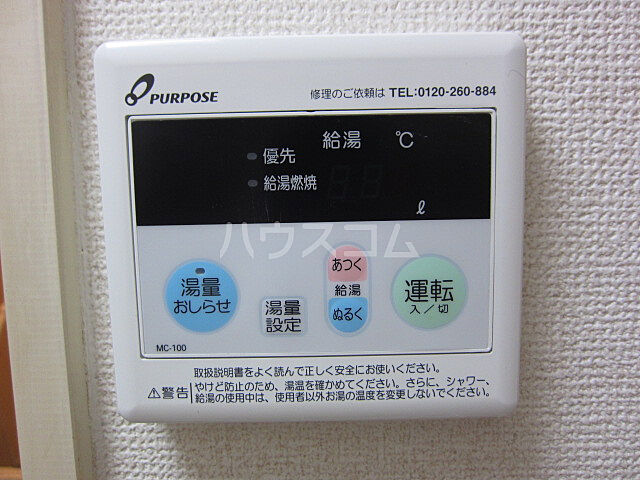 PURPOSE
修理のご依頼は TEL:0120-260-884
給湯 ℃
優先
給湯燃焼
ℓ
ハウスコム
湯量
おしらせ
湯量
設定
あつく
給湯
ぬるく
運転
入／切
MC-100
取扱説明書をよく読んで正しく安全にお使いください。
⚠警告 やけど防止のため、湯温を確かめてください。さらに、シャワー、
給湯の使用中は、使用者以外お湯の温度を変更しないでください。